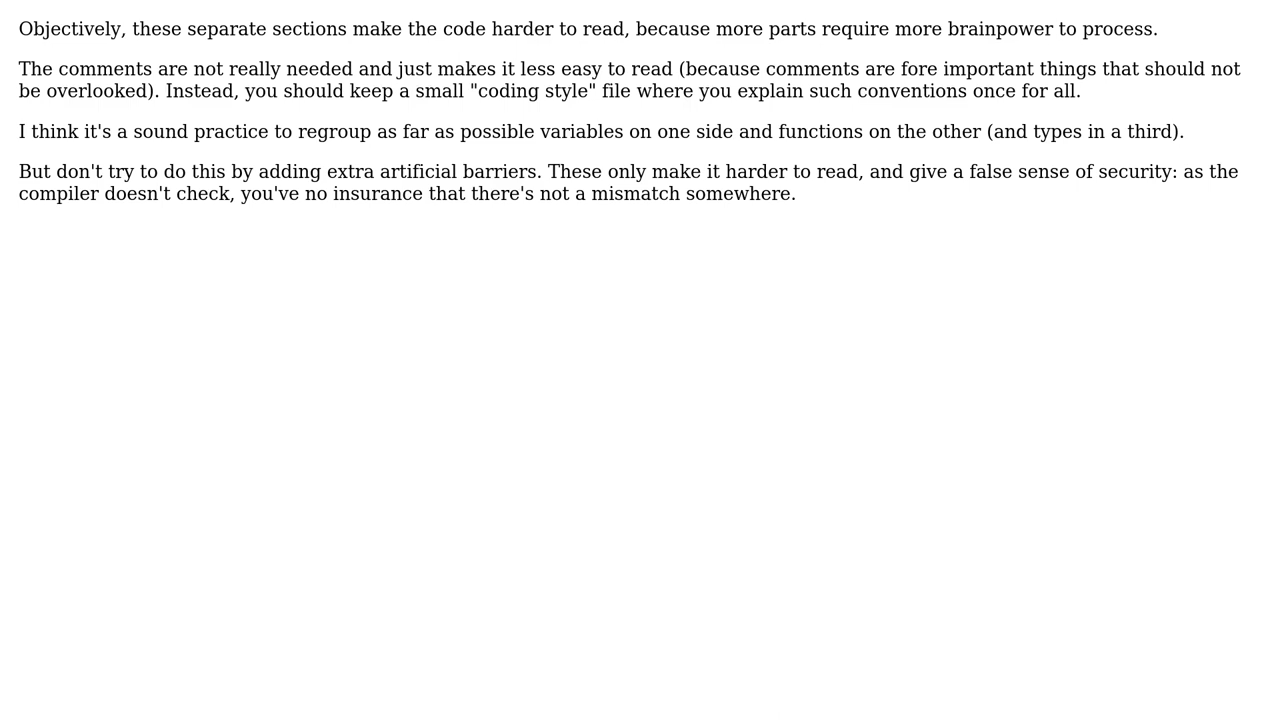 Objectively, these separate sections make the code harder to read, because more parts require more brainpower to process.
The comments are not really needed and just makes it less easy to read (because comments are fore important things that should not
be overlooked). Instead, you should keep a small "coding style" file where you explain such conventions once for all.
I think it's a sound practice to regroup as far as possible variables on one side and functions on the other (and types in a third).
But don't try to do this by adding extra artificial barriers. These only make it harder to read, and give a false sense of security: as the
compiler doesn't check, you've no insurance that there's not a mismatch somewhere.